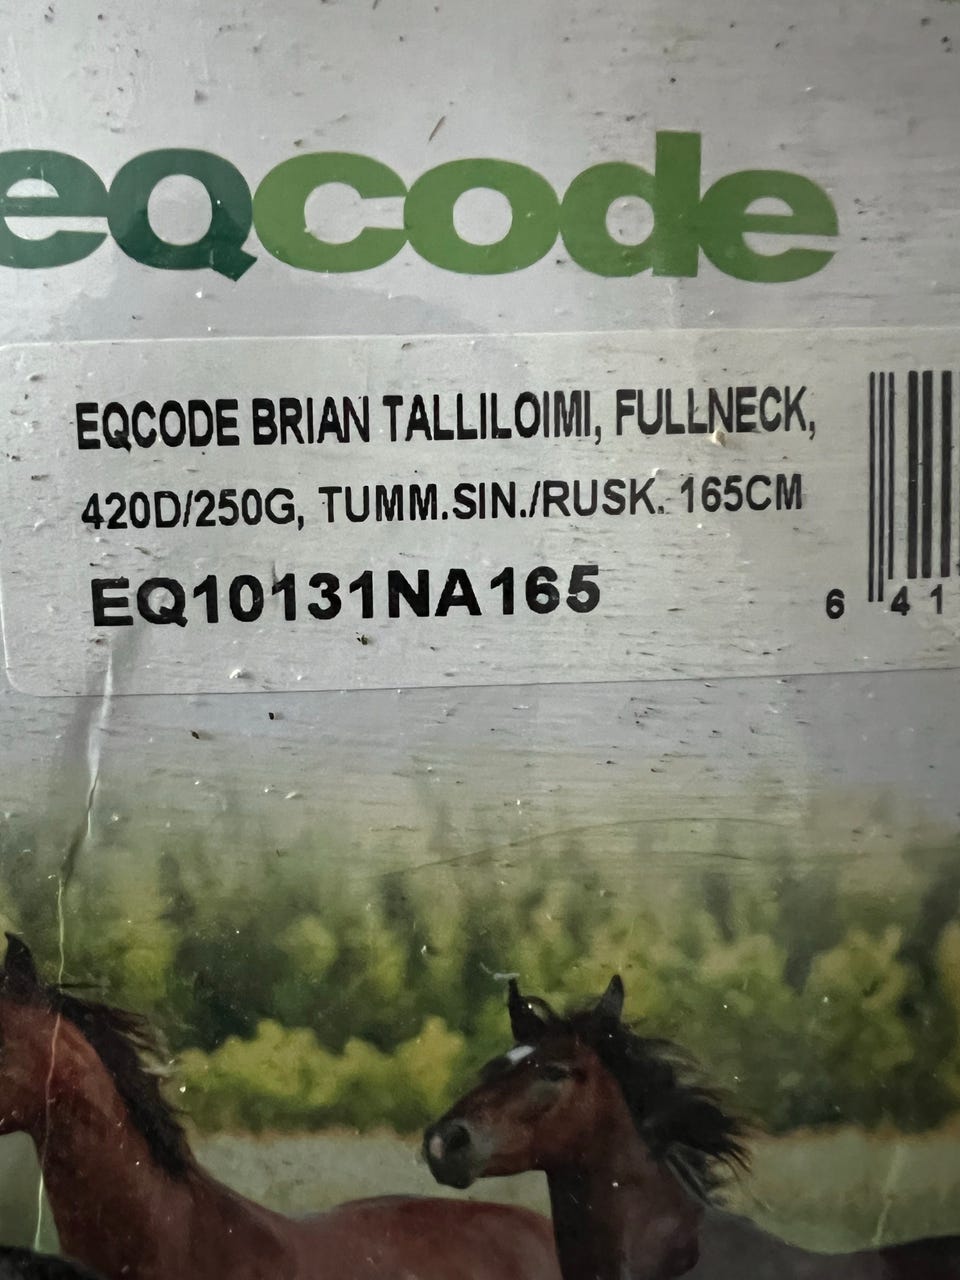 eqcode
EQCODE BRIAN TALLILOIMI, FULLNECK,
420D/250G, TUMM.SIN./RUSK. 165CM
EQ10131NA165
6 41